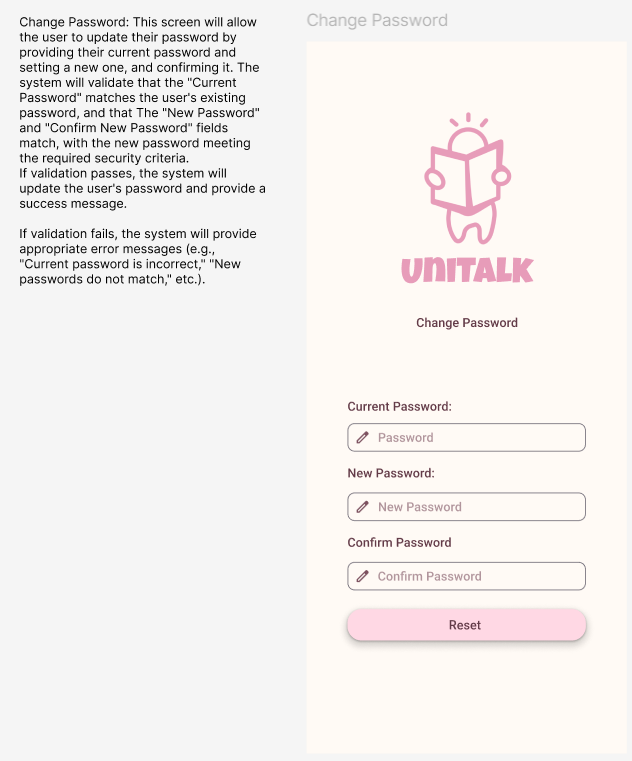 Change Password: This screen will allow
the user to update their password by
providing their current password and
setting a new one, and confirming it. The
system will validate that the "Current
Password" matches the user's existing
password, and that The "New Password"
and "Confirm New Password" fields
match, with the new password meeting
the required security criteria.
If validation passes, the system will
update the user's password and provide a
success message.
If validation fails, the system will provide
appropriate error messages (e.g.,
"Current password is incorrect," "New
passwords do not match," etc.).
Change Password
UNITALK
Change Password
Current Password:
Password
New Password:
New Password
Confirm Password
Confirm Password
Reset